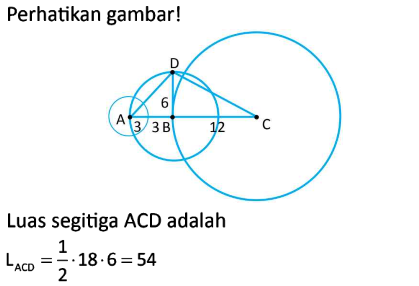 Perhatikan gambar!
D
6
A 3 3 B 12 C
Luas segitiga ACD adalah
L_ACD = 1/2 · 18 · 6 = 54